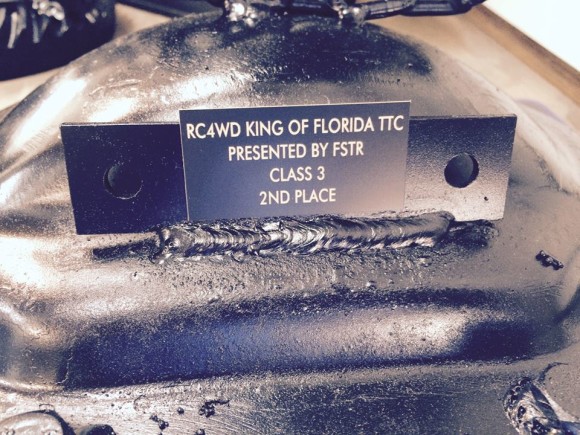 RC4WD KING OF FLORIDA TTC
PRESENTED BY FSTR
CLASS 3
2ND PLACE